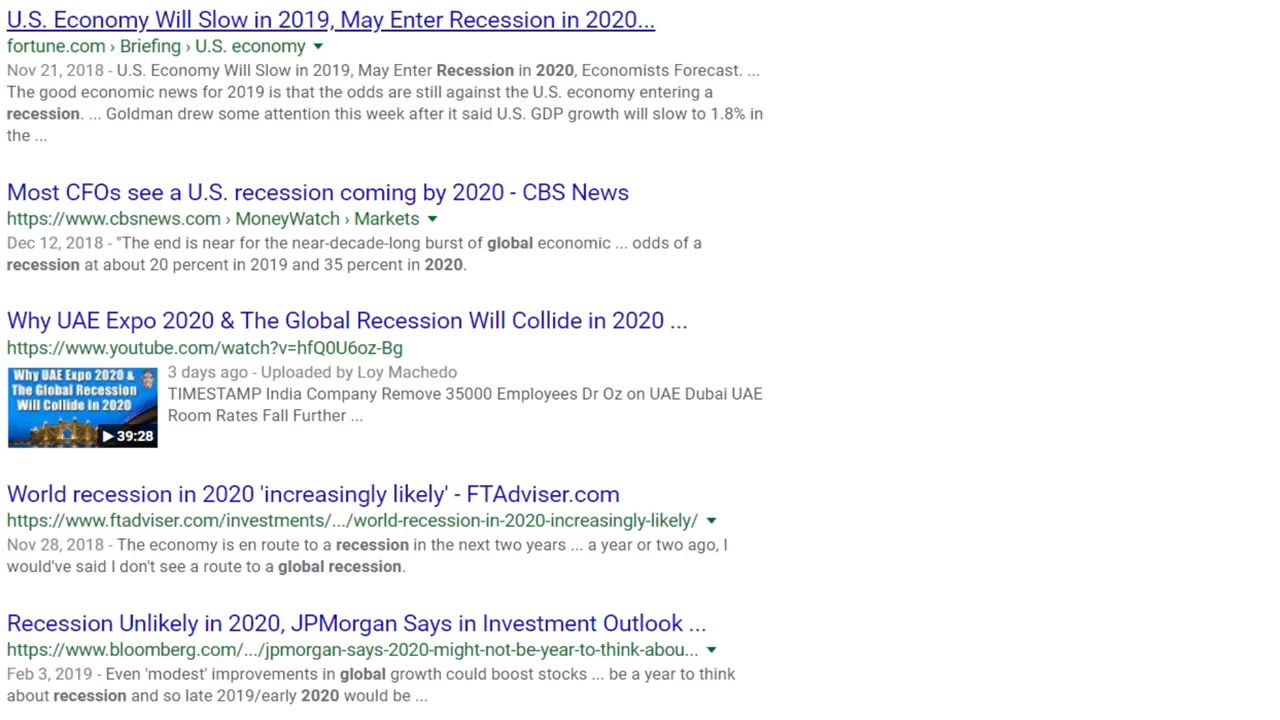 U.S. Economy Will Slow in 2019, May Enter Recession in 2020...
fortune.com › Briefing › U.S. economy
Nov 21, 2018 - U.S. Economy Will Slow in 2019, May Enter Recession in 2020, Economists Forecast. ...
The good economic news for 2019 is that the odds are still against the U.S. economy entering a
recession. ... Goldman drew some attention this week after it said U.S. GDP growth will slow to 1.8% in
the ...
Most CFOs see a U.S. recession coming by 2020 - CBS News
https://www.cbsnews.com › MoneyWatch › Markets
Dec 12, 2018 - "The end is near for the near-decade-long burst of global economic ... odds of a
recession at about 20 percent in 2019 and 35 percent in 2020.
Why UAE Expo 2020 & The Global Recession Will Collide in 2020 ...
https://www.youtube.com/watch?v=hfQ0U6oz-Bg
Why UAE Expo 2020 &
The Global Recession
Will Collide In 2020
39:28
3 days ago - Uploaded by Loy Machedo
TIMESTAMP India Company Remove 35000 Employees Dr Oz on UAE Dubai UAE
Room Rates Fall Further ...
World recession in 2020 'increasingly likely' - FTAdviser.com
https://www.ftadviser.com/investments/.../world-recession-in-2020-increasingly-likely/
Nov 28, 2018 - The economy is en route to a recession in the next two years ... a year or two ago, I
would've said I don't see a route to a global recession.
Recession Unlikely in 2020, JPMorgan Says in Investment Outlook ...
https://www.bloomberg.com/.../jpmorgan-says-2020-might-not-be-year-to-think-abou...
Feb 3, 2019 - Even 'modest' improvements in global growth could boost stocks ... be a year to think
about recession and so late 2019/early 2020 would be ...